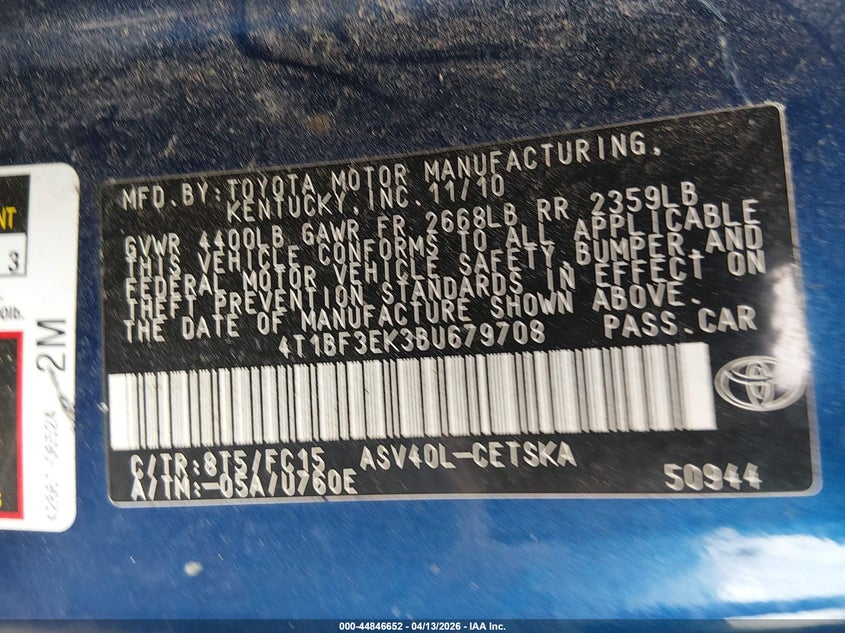 MFD. BY: TOYOTA MOTOR MANUFACTURING,
KENTUCKY, INC. 11/10
GVWR 4400LB GAWR FR 2668LB RR 2359LB
THIS VEHICLE CONFORMS TO ALL APPLICABLE
FEDERAL MOTOR VEHICLE SAFETY, BUMPER, AND
THEFT PREVENTION STANDARDS IN EFFECT ON
THE DATE OF MANUFACTURE SHOWN ABOVE.
4T1BF3EK3BU679708 PASS. CAR
C/TR: 8T5/FC15 ASV40L-CETSKA
A/TM: -05A/U760E 50944
3
2M
000-44846652 | 04/13/2026 – IAA Inc.